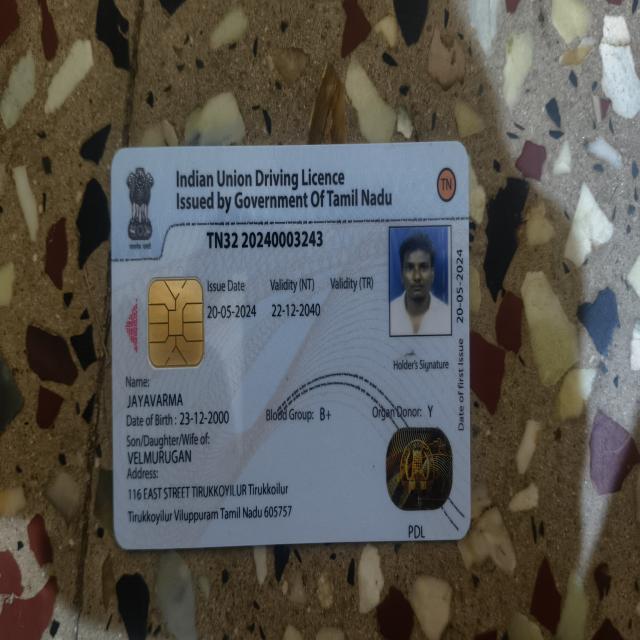 Indian Union Driving Licence
Issued by Government Of Tamil Nadu
TN
TN32 20240003243
Issue Date Validity (NT) Validity (TR)
20-05-2024 22-12-2040
Holder's Signature
Date of first Issue 20-05-2024
Name:
JAYAVARMA
Date of Birth : 23-12-2000 Blood Group: B+ Organ Donor: Y
Son/Daughter/Wife of:
VELMURUGAN
Address:
116 EAST STREET TIRUKKOYILUR Tirukkoilur
Tirukkoyilur Viluppuram Tamil Nadu 605757
PDL